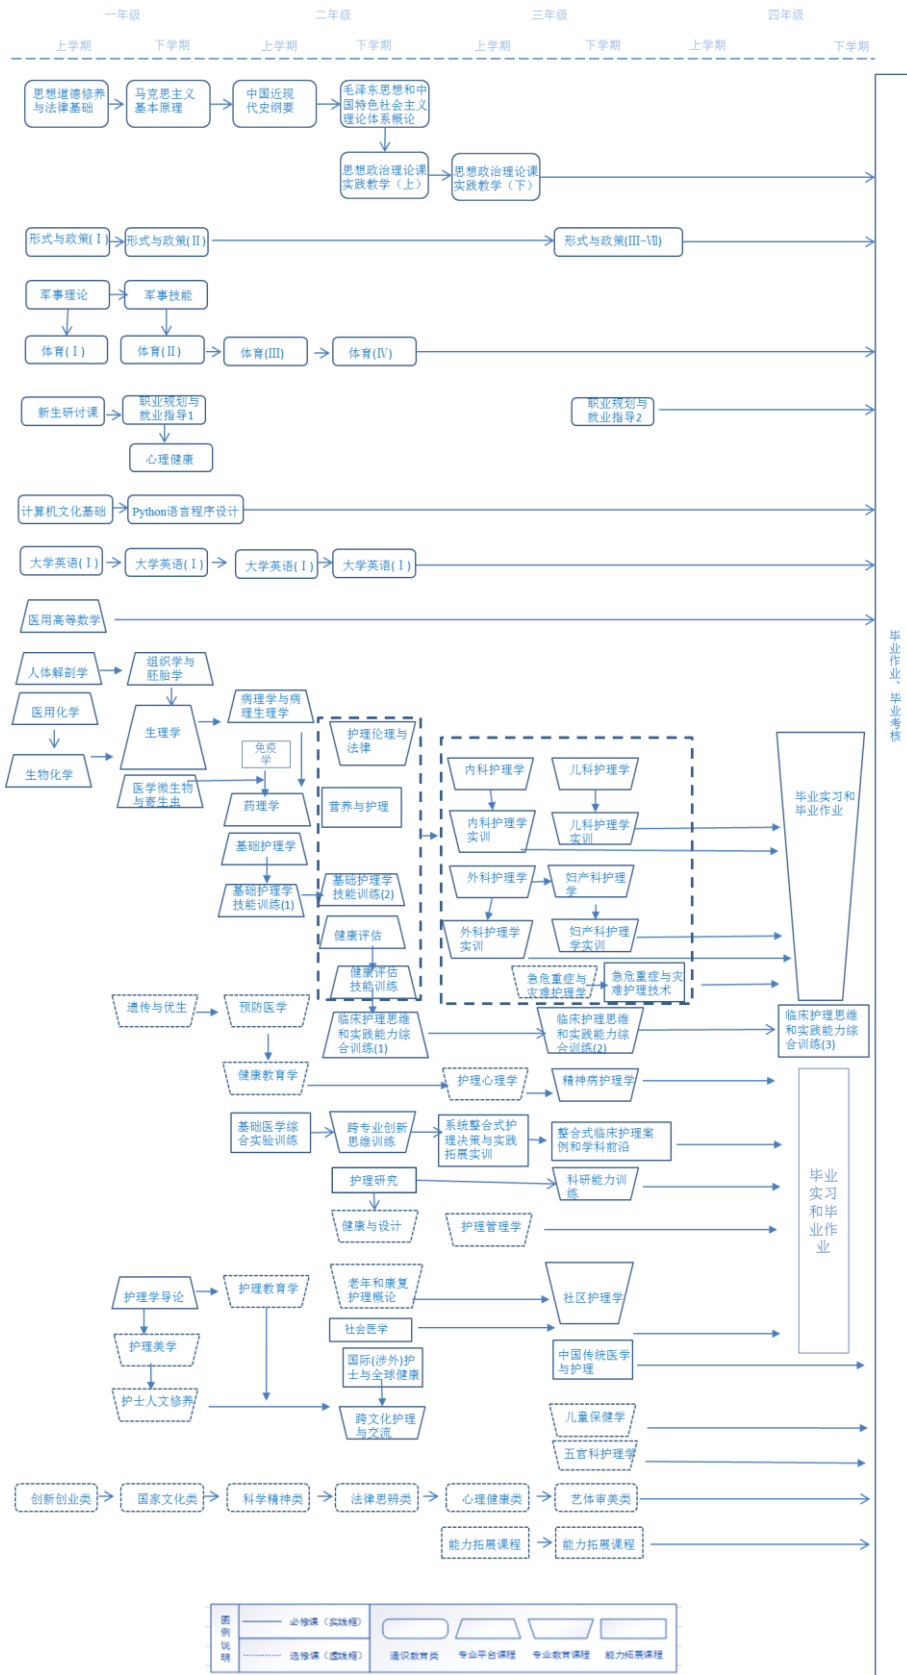 一年级
二年级
三年级
四年级
上学期
下学期
上学期
下学期
上学期
下学期
上学期
下学期
思想道德修养
与法律基础
马克思主义
基本原理
中国近现
代史纲要
毛泽东思想和中
国特色社会主义
理论体系概论
思想政治理论课
实践教学（上）
思想政治理论课
实践教学（下）
形式与政策(Ⅰ)
形式与政策(Ⅱ)
形式与政策(III-Ⅶ)
军事理论
军事技能
体育(Ⅰ)
体育(Ⅱ)
体育(Ⅲ)
体育(Ⅳ)
新生研讨课
职业规划与
就业指导1
职业规划与
就业指导2
心理健康
计算机文化基础
Python语言程序设计
大学英语(Ⅰ)
大学英语(Ⅰ)
大学英语(Ⅰ)
大学英语(Ⅰ)
医用高等数学
毕业作业、毕业考核
人体解剖学
组织学与
胚胎学
医用化学
生理学
病理学与病
理生理学
护理伦理与
法律
免疫
学
生物化学
医学微生物
与寄生虫
药理学
营养与护理
内科护理学
儿科护理学
毕业实习和
毕业作业
内科护理学
实训
儿科护理学
实训
基础护理学
基础护理学
技能训练(1)
基础护理学
技能训练(2)
外科护理学
妇产科护理
学
健康评估
外科护理学
实训
妇产科护理
学实训
健康评估
技能训练
急危重症与
灾难护理学
急危重症与灾
难护理技术
遗传与优生
预防医学
临床护理思维
和实践能力综
合训练(1)
临床护理思维
和实践能力综
合训练(2)
临床护理思维
和实践能力综
合训练(3)
健康教育学
护理心理学
精神病护理学
基础医学综
合实验训练
跨专业创新
思维训练
系统整合式护
理决策与实践
拓展实训
整合式临床护理案
例和学科前沿
护理研究
科研能力训
练
毕业
实习
和毕
业作
业
健康与设计
护理管理学
护理学导论
护理教育学
老年和康复
护理概论
社区护理学
社会医学
护理美学
国际(涉外)护
士与全球健康
中国传统医学
与护理
护士人文修养
跨文化护理
与交流
儿童保健学
五官科护理学
创新创业类
国家文化类
科学精神类
法律思辨类
心理健康类
艺体审美类
能力拓展课程
能力拓展课程
图例说明
必修课（实线框）
选修课（虚线框）
通识教育类
专业平台课程
专业教育课程
能力拓展课程